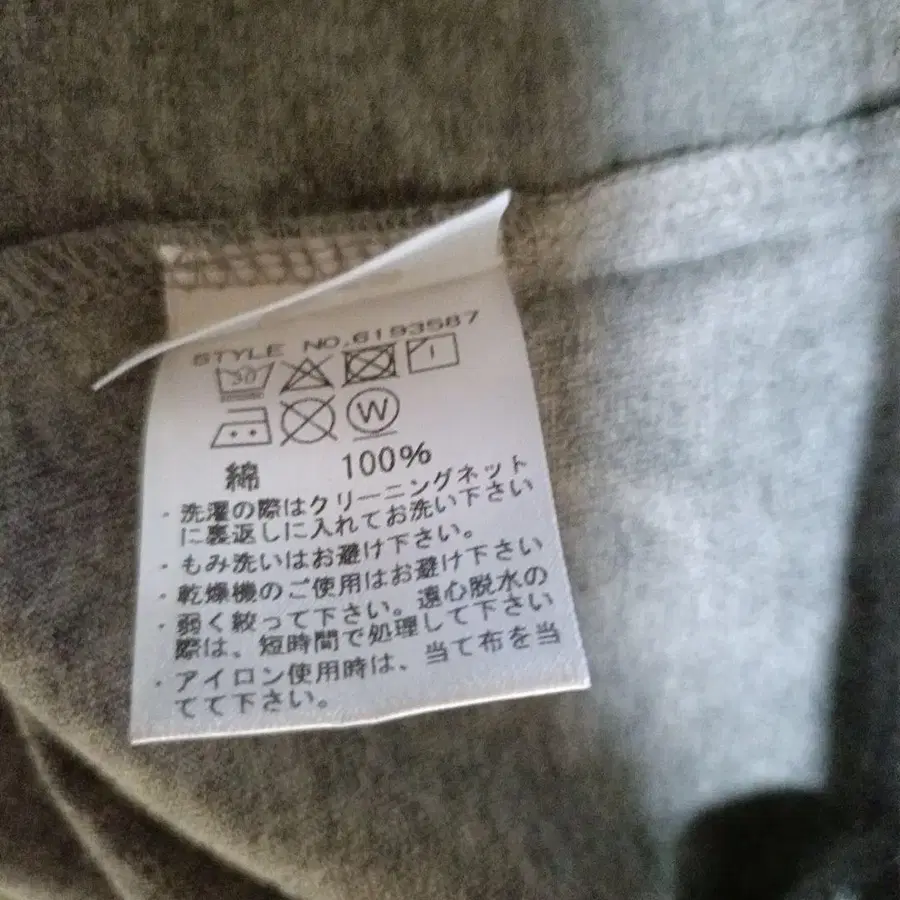 STYLE NO.6193587
30
W
綿 100%
・洗濯の際はクリーニングネット
に裏返しに入れてお洗い下さい
・もみ洗いはお避け下さい。
・乾燥機のご使用はお避け下さい
・弱く絞って下さい。遠心脱水の
際は、短時間で処理して下さい
・アイロン使用時は、当て布を当
てて下さい。